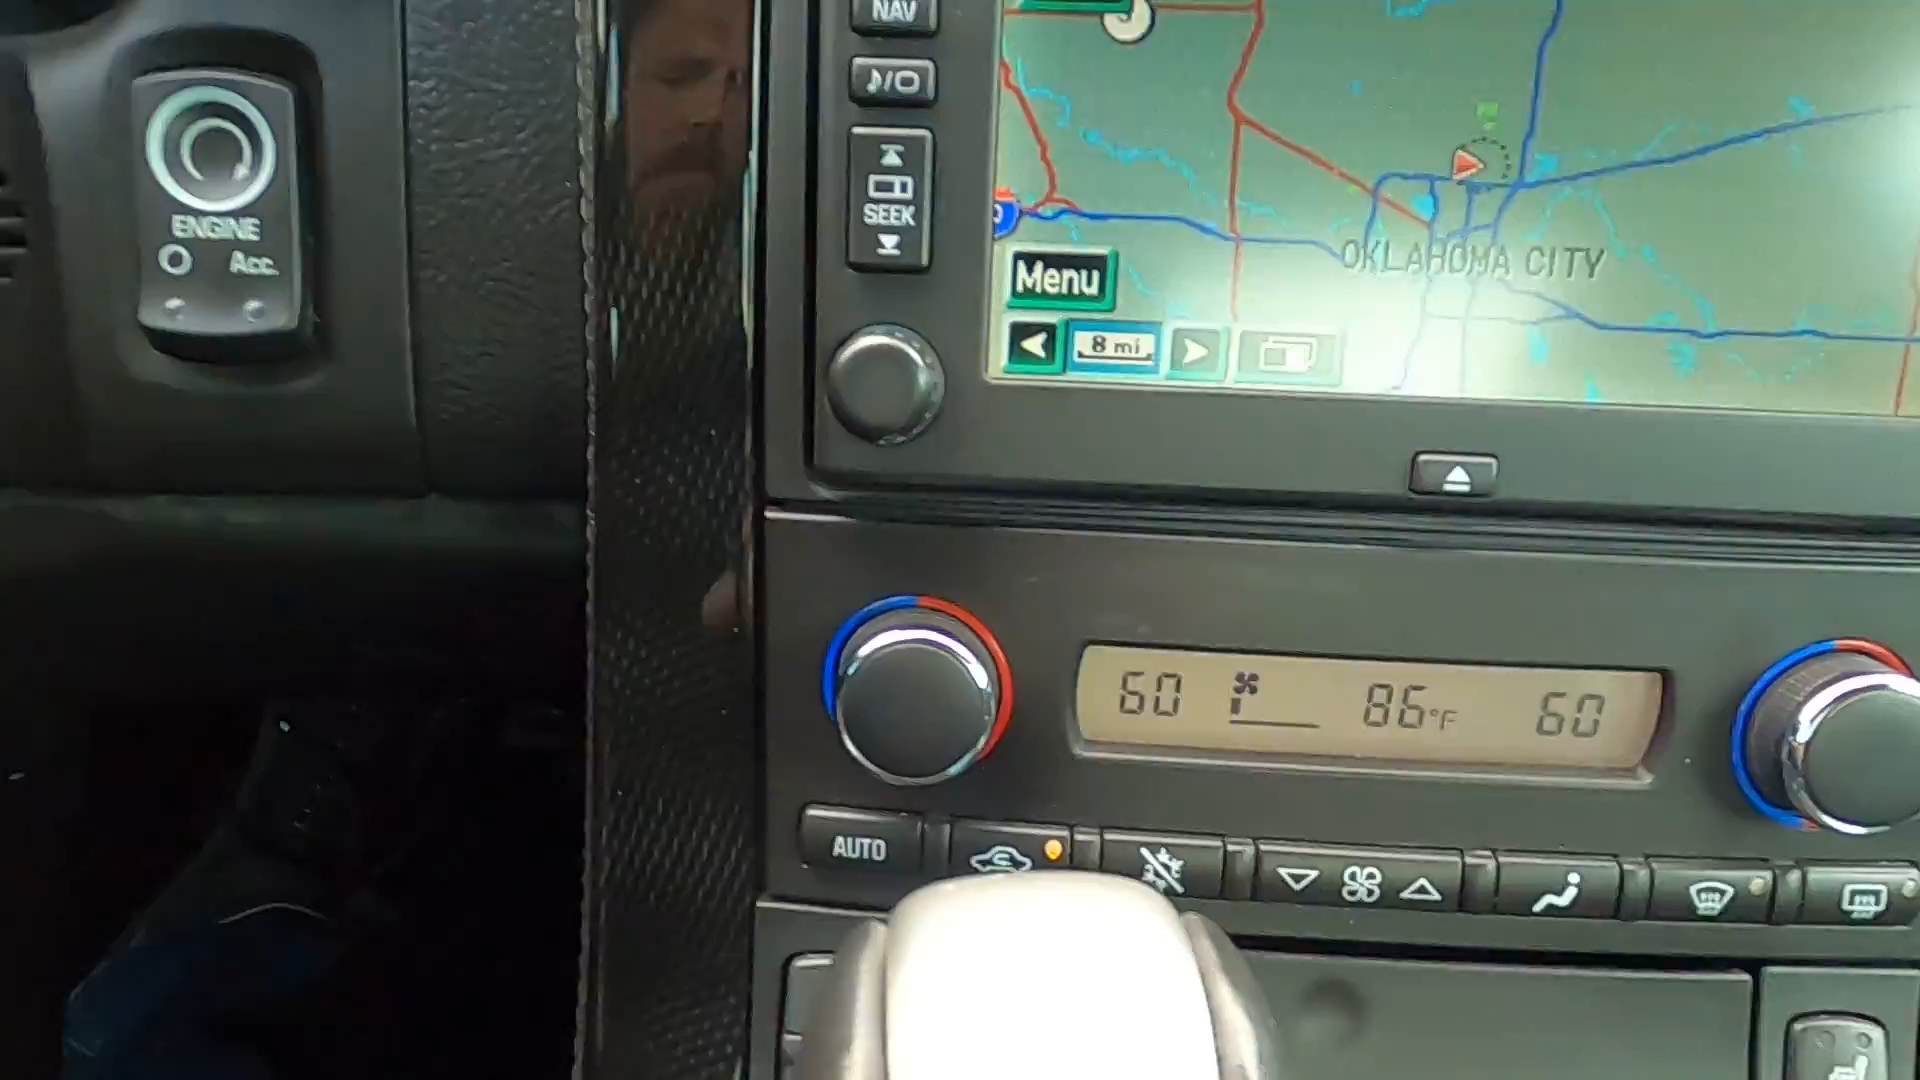 NAV
SEEK
ENGINE
Acc.
OKLAHOMA CITY
Menu
8 mi
60
86°F
60
AUTO